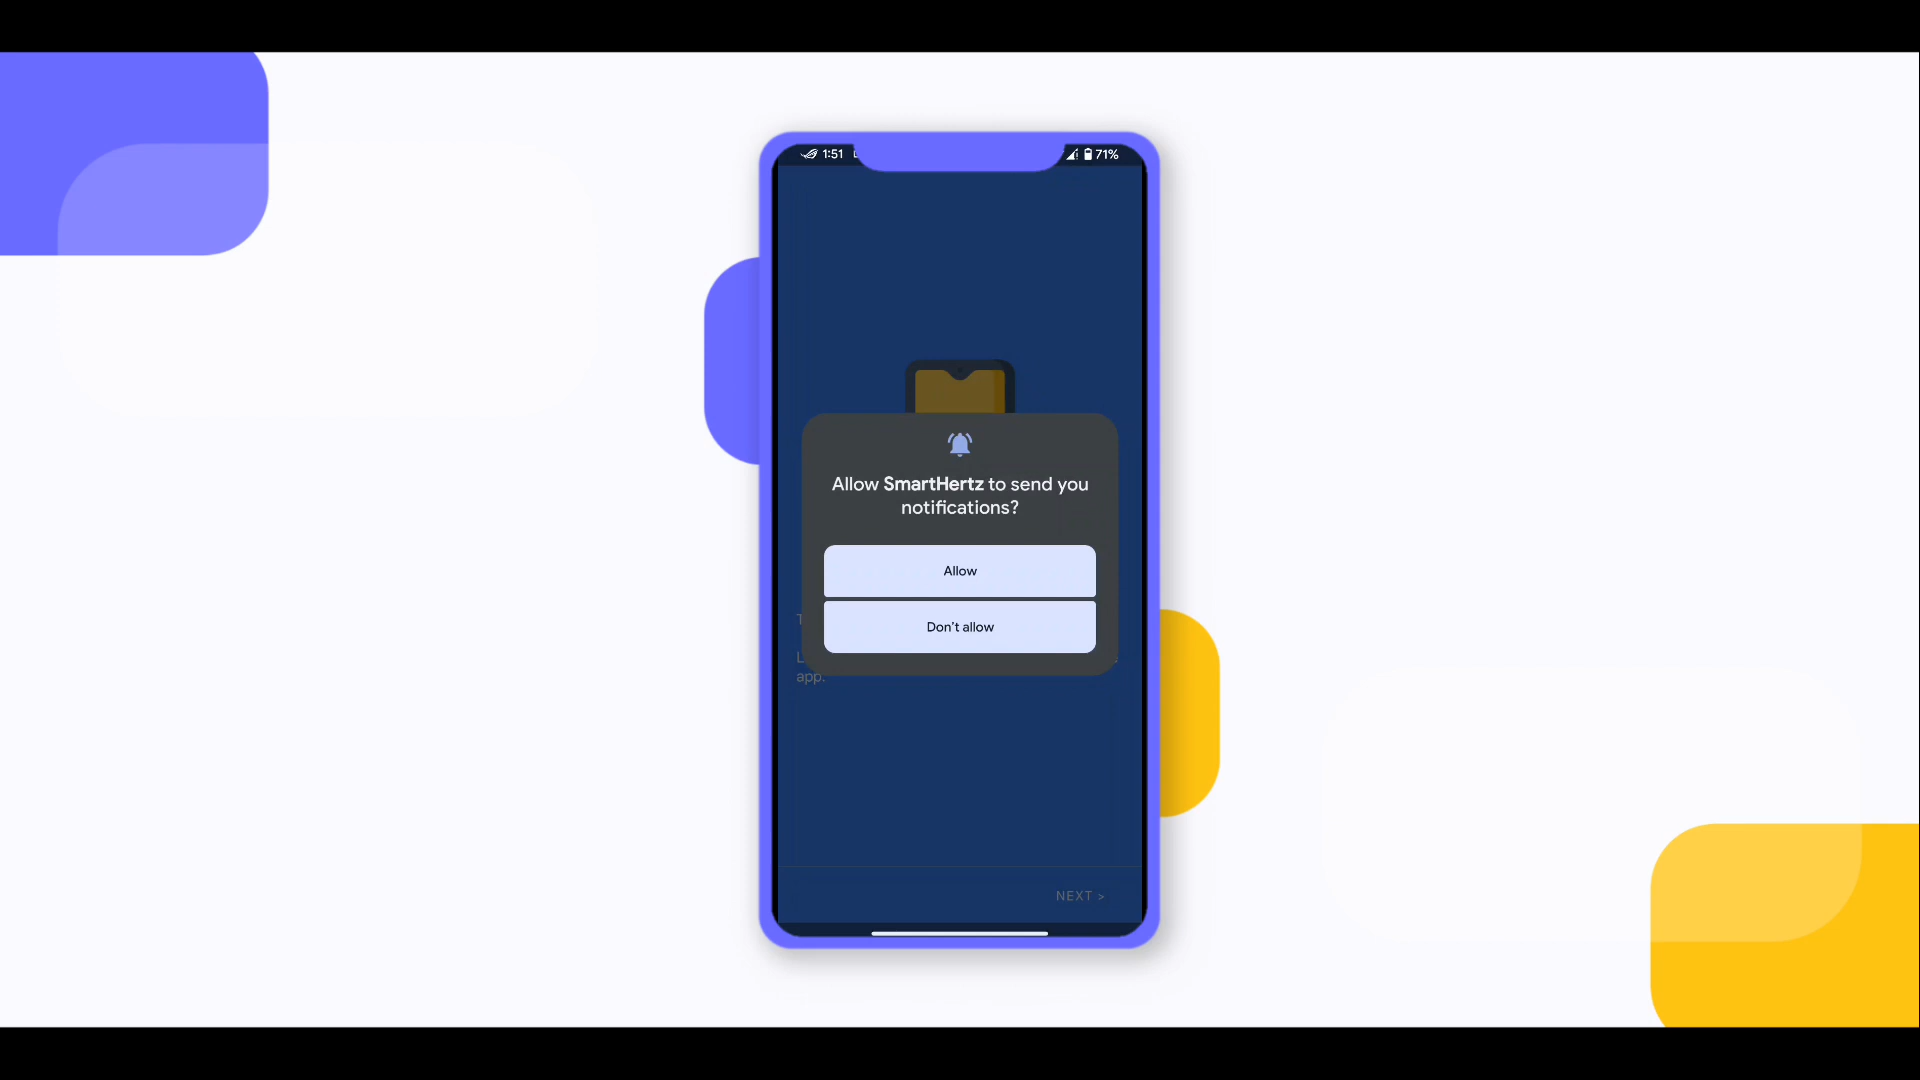 1:51
71%
Allow SmartHertz to send you
notifications?
Allow
Don't allow
app.
NEXT >